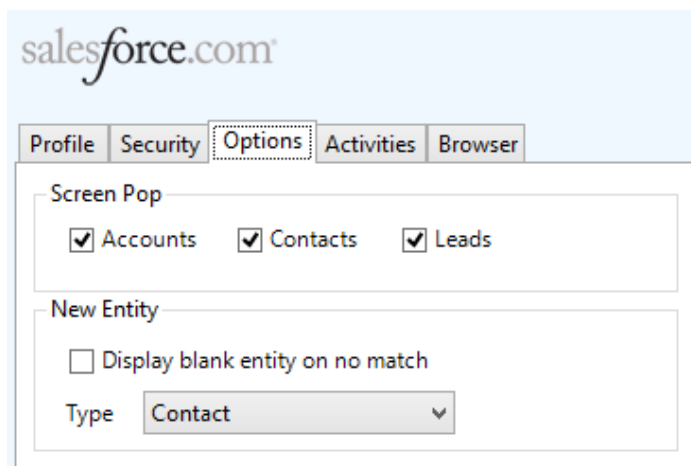 salesforce.com
Profile Security Options Activities Browser
Screen Pop
Accounts Contacts Leads
New Entity
Display blank entity on no match
Type Contact